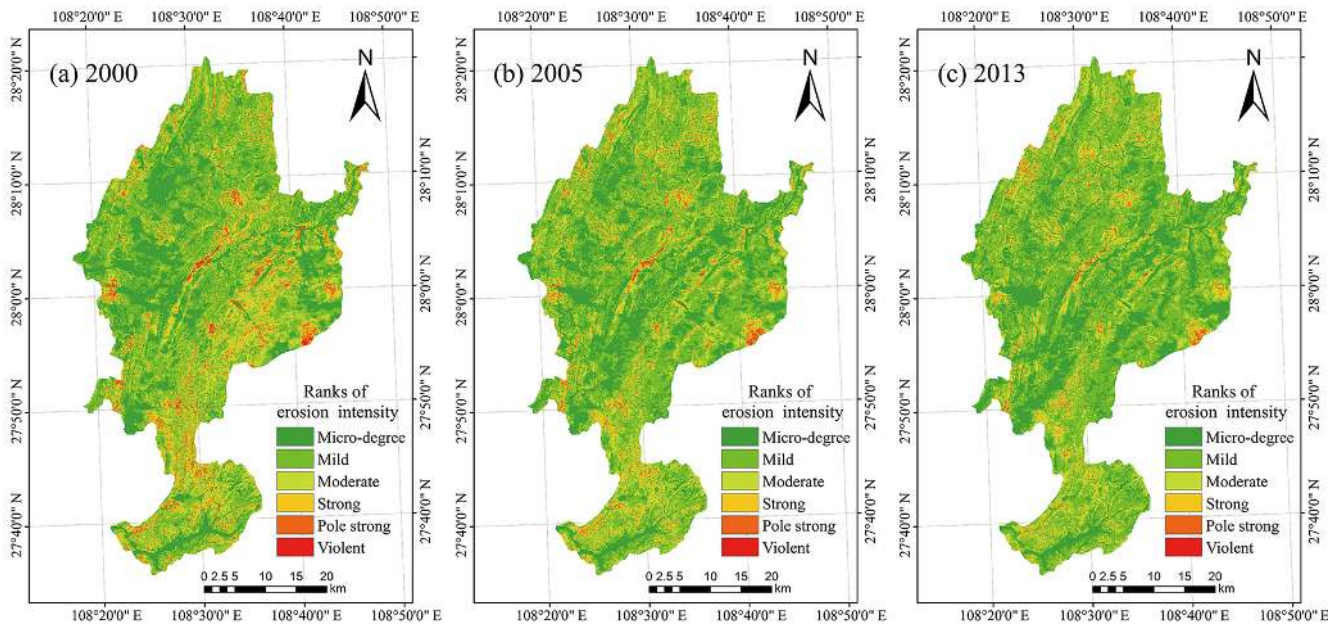 108°20'0" E 108°30'0" E 108°40'0" E 108°50'0" E
108°20'0" E 108°30'0" E 108°40'0" E 108°50'0" E
108°20'0" E 108°30'0" E 108°40'0" E 108°50'0" E
(a) 2000
N
28°20'0" N
28°10'0" N
28°0'0" N
27°50'0" N
27°40'0" N
28°20'0" N
28°10'0" N
28°0'0" N
27°50'0" N
27°40'0" N
Ranks of
erosion intensity
Micro-degree
Mild
Moderate
Strong
Pole strong
Violent
0 2.5 5 10 15 20
km
(b) 2005
N
Ranks of
erosion intensity
Micro-degree
Mild
Moderate
Strong
Pole strong
Violent
0 2.5 5 10 15 20
km
28°20'0" N
28°10'0" N
28°0'0" N
27°50'0" N
27°40'0" N
(c) 2013
N
Ranks of
erosion intensity
Micro-degree
Mild
Moderate
Strong
Pole strong
Violent
0 2.5 5 10 15 20
km
28°20'0" N
28°10'0" N
28°0'0" N
27°50'0" N
27°40'0" N
108°20'0" E 108°30'0" E 108°40'0" E 108°50'0" E
108°20'0" E 108°30'0" E 108°40'0" E 108°50'0" E
108°20'0" E 108°30'0" E 108°40'0" E 108°50'0" E